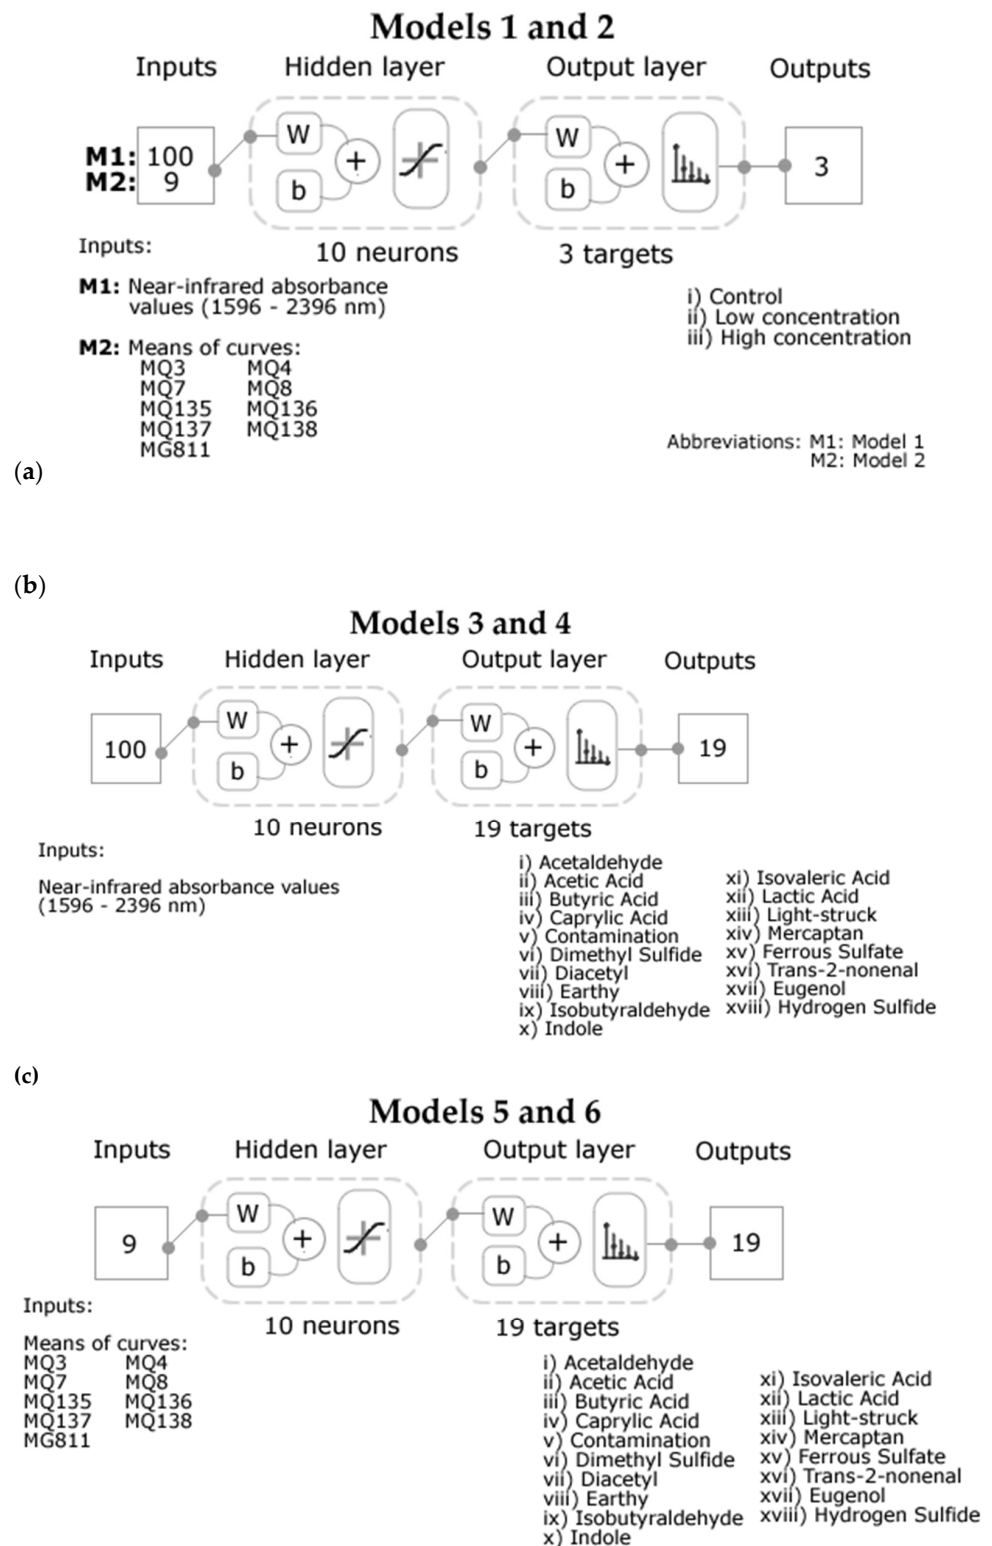 Models 1 and 2
Inputs Hidden layer Output layer Outputs
M1: 100
M2: 9
W
b
+
W
b
+
3
10 neurons
3 targets
Inputs:
M1: Near-infrared absorbance
values (1596 - 2396 nm)
M2: Means of curves:
MQ3 MQ4
MQ7 MQ8
MQ135 MQ136
MQ137 MQ138
MG811
i) Control
ii) Low concentration
iii) High concentration
Abbreviations: M1: Model 1
M2: Model 2
(a)
(b)
Models 3 and 4
Inputs Hidden layer Output layer Outputs
100
W
b
+
W
b
+
19
10 neurons
19 targets
Inputs:
Near-infrared absorbance values
(1596 - 2396 nm)
i) Acetaldehyde
ii) Acetic Acid
iii) Butyric Acid
iv) Caprylic Acid
v) Contamination
vi) Dimethyl Sulfide
vii) Diacetyl
viii) Earthy
ix) Isobutyraldehyde
x) Indole
xi) Isovaleric Acid
xii) Lactic Acid
xiii) Light-struck
xiv) Mercaptan
xv) Ferrous Sulfate
xvi) Trans-2-nonenal
xvii) Eugenol
xviii) Hydrogen Sulfide
(c)
Models 5 and 6
Inputs Hidden layer Output layer Outputs
9
W
b
+
W
b
+
19
10 neurons
19 targets
Inputs:
Means of curves:
MQ3 MQ4
MQ7 MQ8
MQ135 MQ136
MQ137 MQ138
MG811
i) Acetaldehyde
ii) Acetic Acid
iii) Butyric Acid
iv) Caprylic Acid
v) Contamination
vi) Dimethyl Sulfide
vii) Diacetyl
viii) Earthy
ix) Isobutyraldehyde
x) Indole
xi) Isovaleric Acid
xii) Lactic Acid
xiii) Light-struck
xiv) Mercaptan
xv) Ferrous Sulfate
xvi) Trans-2-nonenal
xvii) Eugenol
xviii) Hydrogen Sulfide